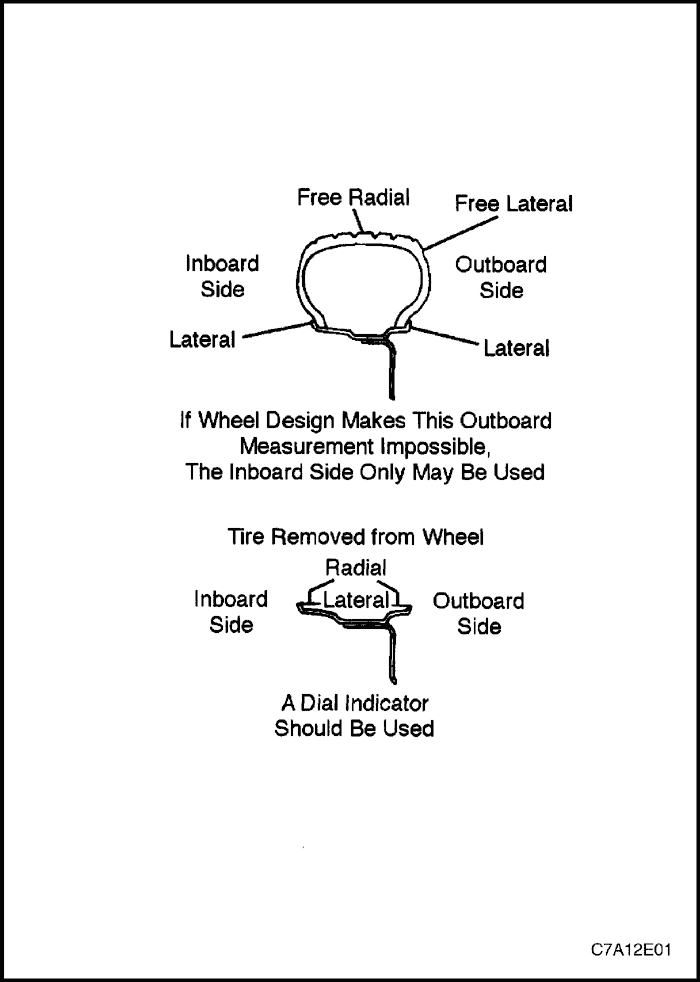 Free Radial
Free Lateral
Inboard
Side
Outboard
Side
Lateral
Lateral
If Wheel Design Makes This Outboard
Measurement Impossible,
The Inboard Side Only May Be Used
Tire Removed from Wheel
Radial
Inboard
Side
Lateral
Outboard
Side
A Dial Indicator
Should Be Used
C7A12E01